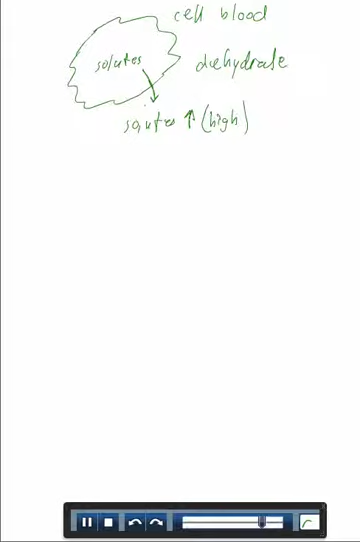 cell blood
solutes
dehydrate
solutes ↑ (high)